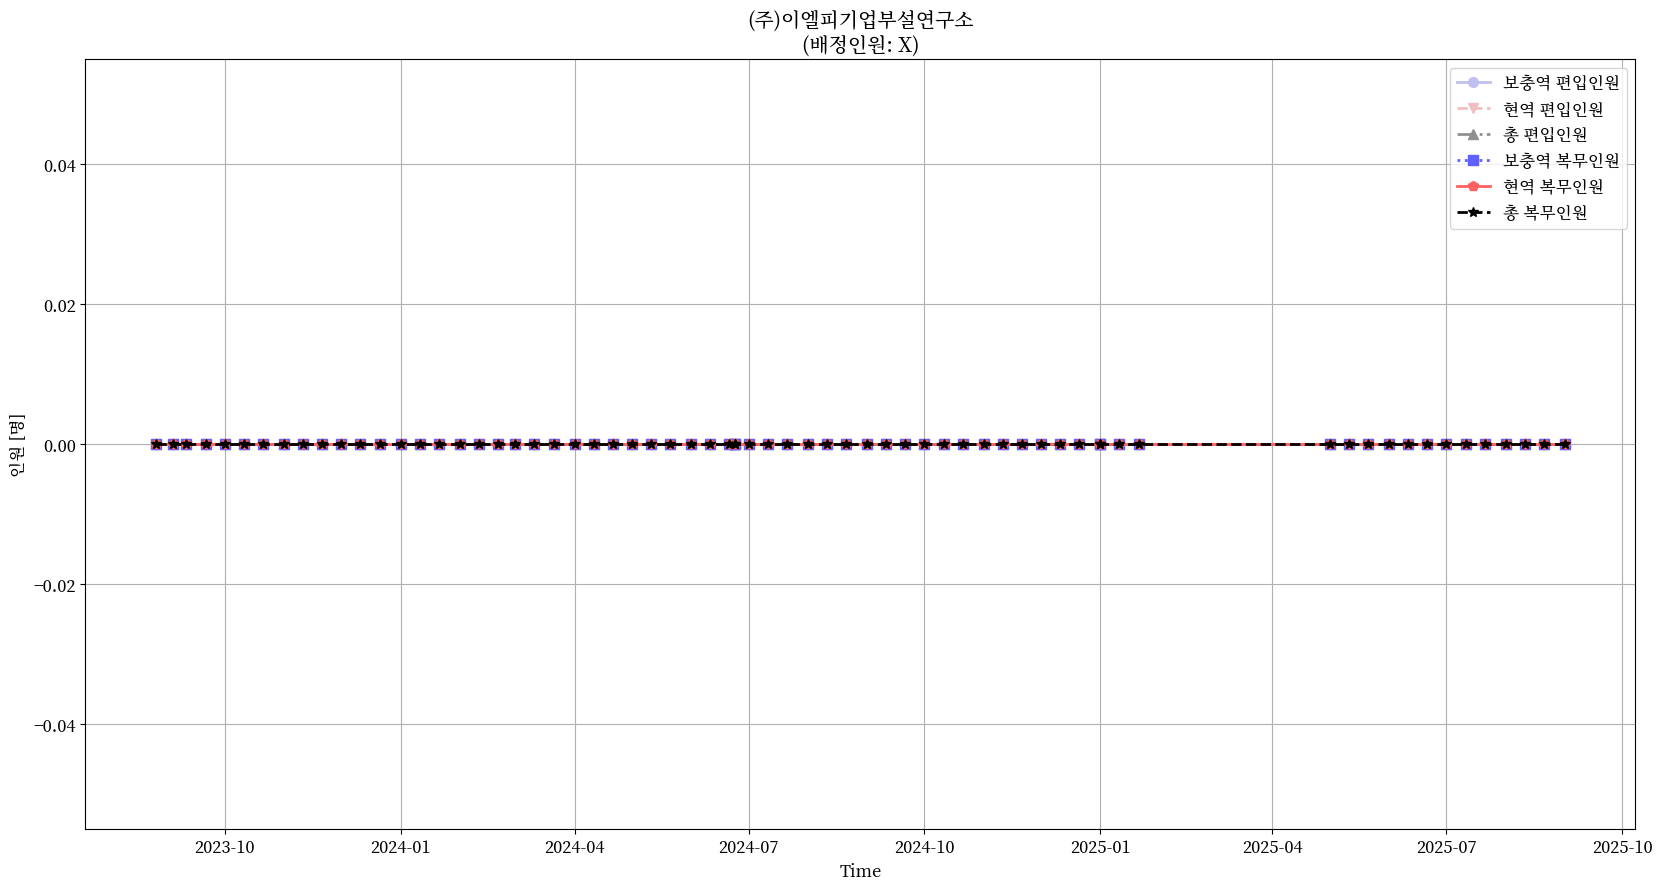 (주)이엘피기업부설연구소
(배정인원: X)
보충역 편입인원
현역 편입인원
총 편입인원
보충역 복무인원
현역 복무인원
총 복무인원
인원 [명]
0.04
0.02
0.00
−0.02
−0.04
2023-10
2024-01
2024-04
2024-07
2024-10
2025-01
2025-04
2025-07
2025-10
Time